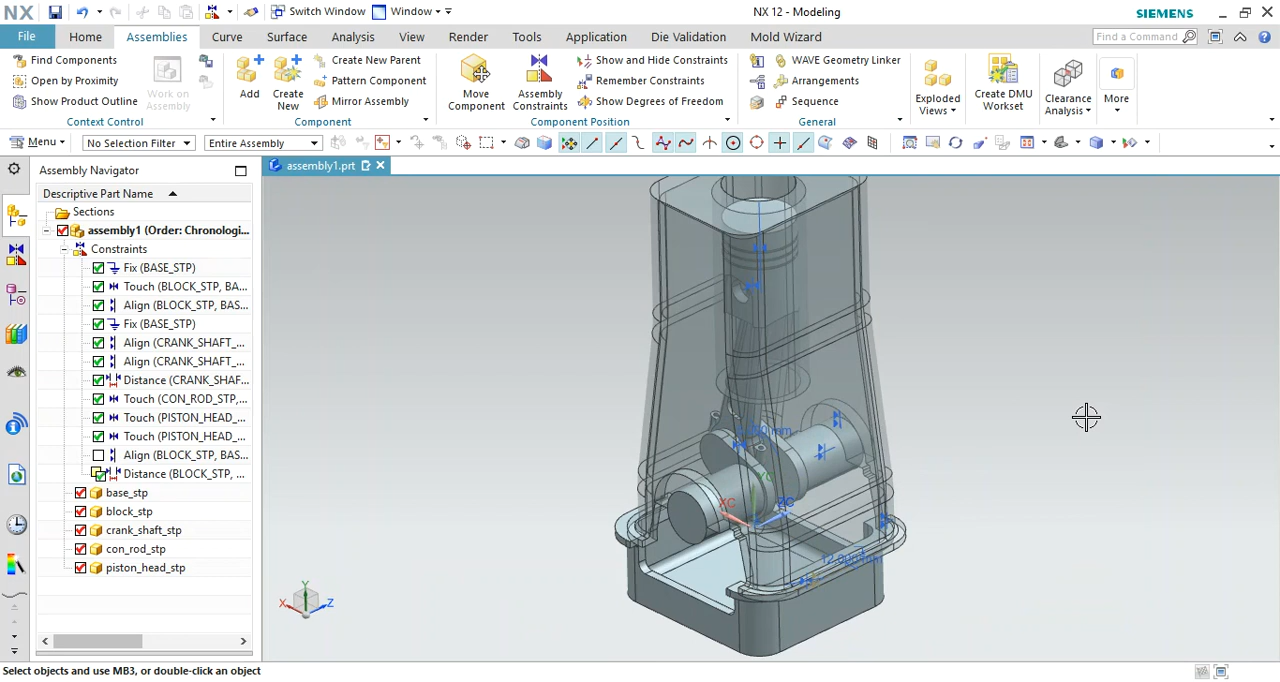 NX Switch Window Window NX 12 - Modeling SIEMENS
File Home Assemblies Curve Surface Analysis View Render Tools Application Die Validation Mold Wizard Find a Command
Find Components Create New Parent Show and Hide Constraints WAVE Geometry Linker
Open by Proximity Pattern Component Remember Constraints Arrangements
Show Product Outline Mirror Assembly Show Degrees of Freedom Sequence
Work on Assembly Add Create New Move Component Assembly Constraints Exploded Views Create DMU Workset Clearance Analysis More
Context Control Component Component Position General
Menu No Selection Filter Entire Assembly
Assembly Navigator assembly1.prt
Descriptive Part Name
Sections
assembly1 (Order: Chronologi...
Constraints
Fix (BASE_STP)
Touch (BLOCK_STP, BA...
Align (BLOCK_STP, BAS...
Fix (BASE_STP)
Align (CRANK_SHAFT_...
Align (CRANK_SHAFT_...
Distance (CRANK_SHAF...
Touch (CON_ROD_STP,...
Touch (PISTON_HEAD_...
Touch (PISTON_HEAD_...
Align (BLOCK_STP, BAS...
Distance (BLOCK_STP, ...
base_stp
block_stp
crank_shaft_stp
con_rod_stp
piston_head_stp
XC YC ZC
X Y Z
Select objects and use MB3, or double-click an object